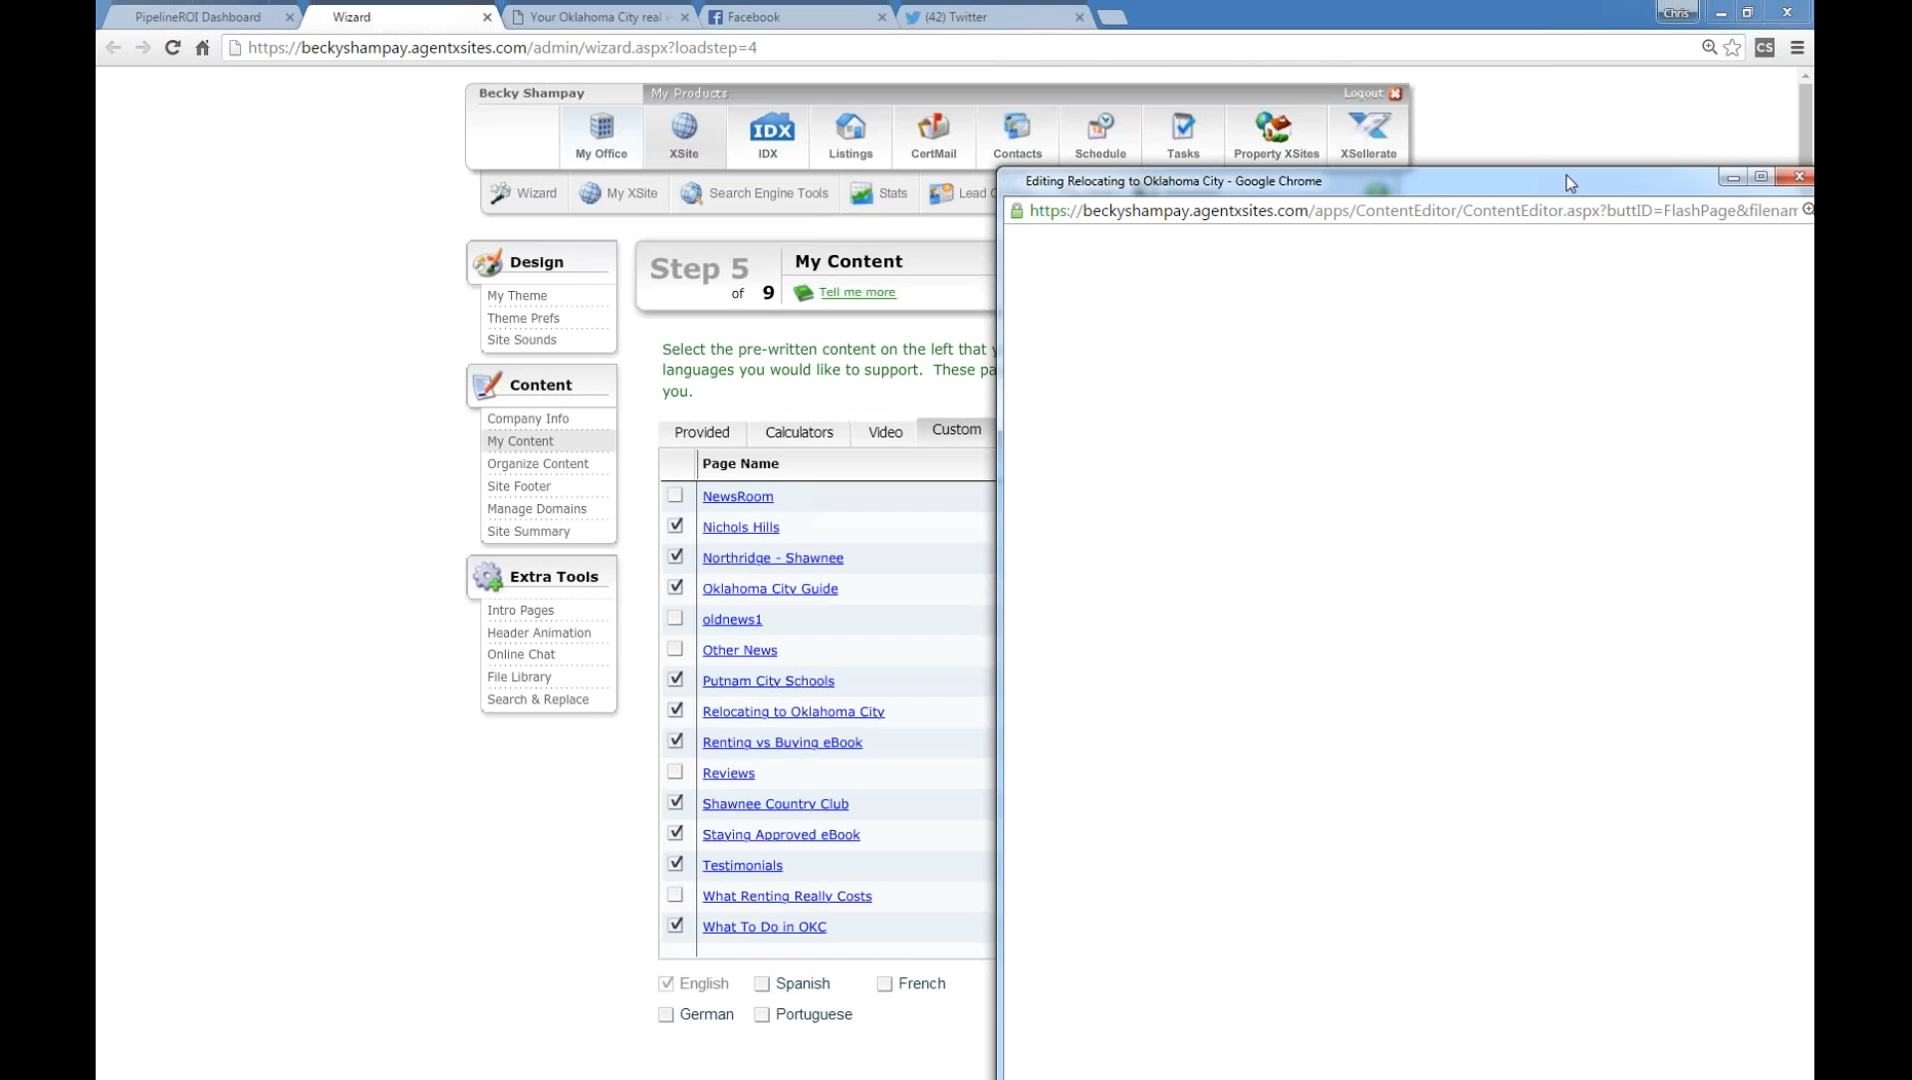 PipelineROI Dashboard
Wizard
Your Oklahoma City real e
Facebook
(42) Twitter
Chris
https://beckyshampay.agentxsites.com/admin/wizard.aspx?loadstep=4
CS
Becky Shampay
My Products
Logout
IDX
My Office
XSite
IDX
Listings
CertMail
Contacts
Schedule
Tasks
Property XSites
XSellerate
Wizard
My XSite
Search Engine Tools
Stats
Lead C
Editing Relocating to Oklahoma City - Google Chrome
https://beckyshampay.agentxsites.com/apps/ContentEditor/ContentEditor.aspx?buttID=FlashPage&filenam
Design
My Theme
Theme Prefs
Site Sounds
Content
Company Info
My Content
Organize Content
Site Footer
Manage Domains
Site Summary
Extra Tools
Intro Pages
Header Animation
Online Chat
File Library
Search & Replace
Step 5
of 9
My Content
Tell me more
Select the pre-written content on the left that y
languages you would like to support. These pa
you.
Provided
Calculators
Video
Custom
Page Name
NewsRoom
Nichols Hills
Northridge - Shawnee
Oklahoma City Guide
oldnews1
Other News
Putnam City Schools
Relocating to Oklahoma City
Renting vs Buying eBook
Reviews
Shawnee Country Club
Staying Approved eBook
Testimonials
What Renting Really Costs
What To Do in OKC
English
Spanish
French
German
Portuguese